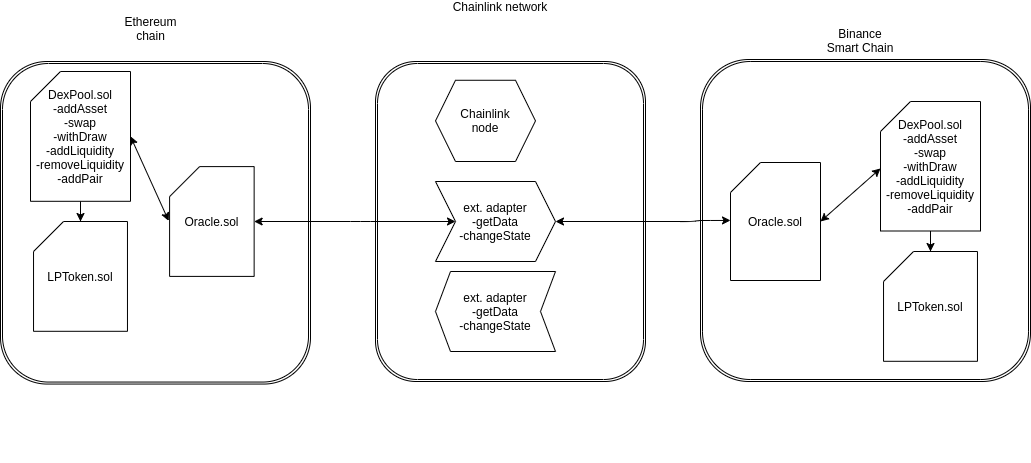 Chainlink network
Ethereum
chain
Binance
Smart Chain
DexPool.sol
-addAsset
-swap
-withDraw
-addLiquidity
-removeLiquidity
-addPair
LPToken.sol
Oracle.sol
Chainlink
node
ext. adapter
-getData
-changeState
ext. adapter
-getData
-changeState
Oracle.sol
DexPool.sol
-addAsset
-swap
-withDraw
-addLiquidity
-removeLiquidity
-addPair
LPToken.sol